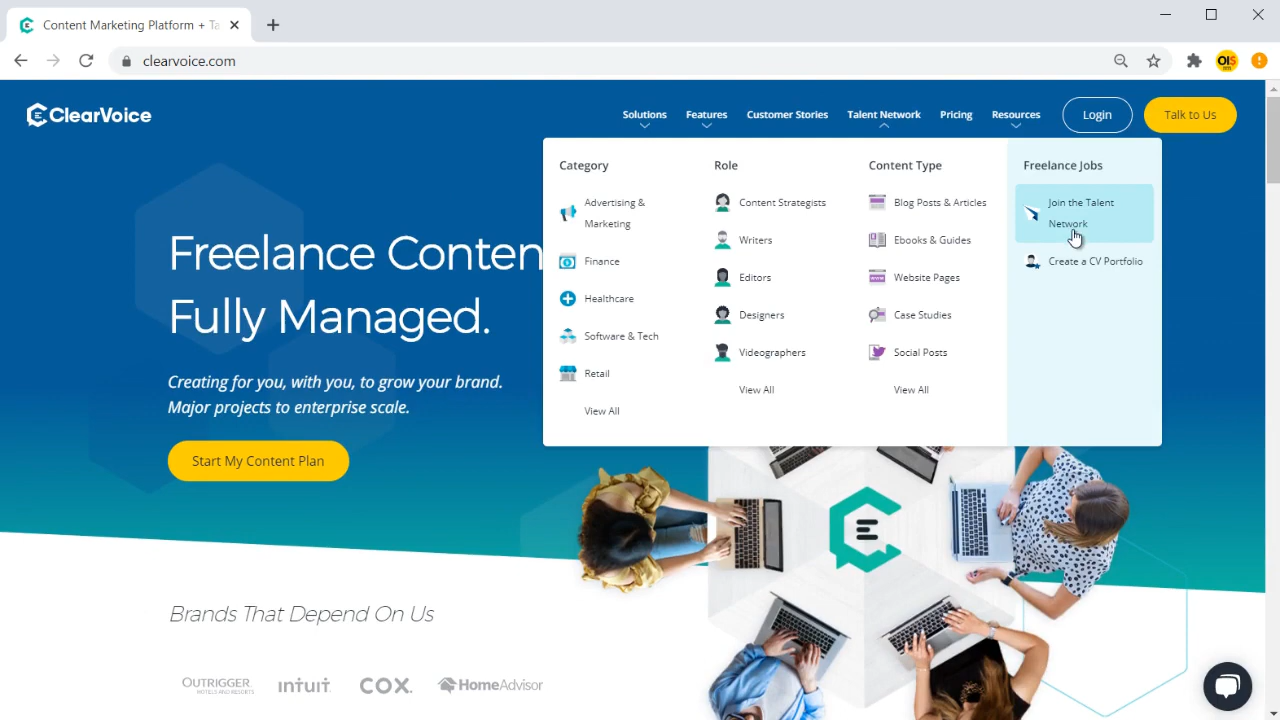 Content Marketing Platform + Ta
clearvoice.com
OIS
ClearVoice
Solutions
Features
Customer Stories
Talent Network
Pricing
Resources
Login
Talk to Us
Category
Advertising &
Marketing
Finance
Healthcare
Software & Tech
Retail
View All
Role
Content Strategists
Writers
Editors
Designers
Videographers
View All
Content Type
Blog Posts & Articles
Ebooks & Guides
Website Pages
Case Studies
Social Posts
View All
Freelance Jobs
Join the Talent
Network
Create a CV Portfolio
Freelance Conten
Fully Managed.
Creating for you, with you, to grow your brand.
Major projects to enterprise scale.
Start My Content Plan
Brands That Depend On Us
OUTRIGGER
HOTELS AND RESORTS
intuit
COX
HomeAdvisor